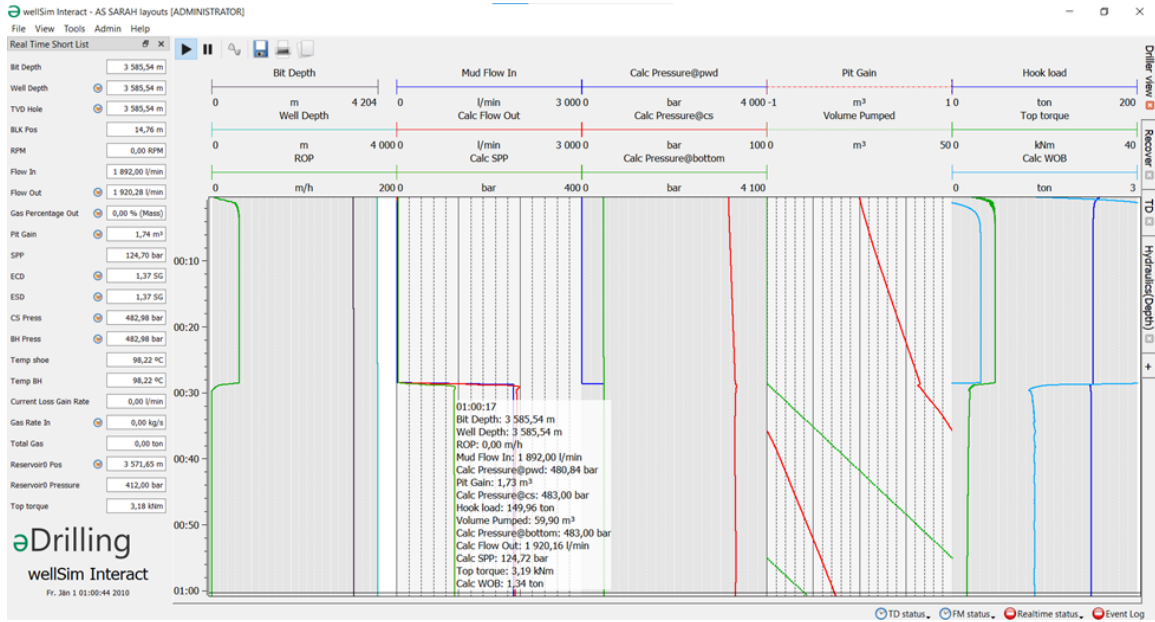 wellSim Interact - AS SARAH layouts [ADMINISTRATOR]
File View Tools Admin Help
Real Time Short List
Bit Depth 3 585,54 m
Well Depth 3 585,54 m
TVD Hole 3 585,54 m
BLK Pos 14,76 m
RPM 0,00 RPM
Flow In 1 892,00 l/min
Flow Out 1 920,28 l/min
Gas Percentage Out 0,00 % (Mass)
Pit Gain 1,74 m³
SPP 124,70 bar
ECD 1,37 SG
ESD 1,37 SG
CS Press 482,98 bar
BH Press 482,98 bar
Temp shoe 98,22 ºC
Temp BH 98,22 ºC
Current Loss Gain Rate 0,00 l/min
Gas Rate In 0,00 kg/s
Total Gas 0,00 ton
Reservoir0 Pos 3 571,65 m
Reservoir0 Pressure 412,00 bar
Top torque 3,18 kNm
əDrilling
wellSim Interact
Fr. Jän 1 01:00:44 2010
Bit Depth Mud Flow In Calc Pressure@pwd Pit Gain Hook load
0 m 4 204 0 l/min 3 000 0 bar 4 000 -1 m³ 1 0 ton 200
Well Depth Calc Flow Out Calc Pressure@cs Volume Pumped Top torque
0 m 4 000 0 l/min 3 000 0 bar 100 0 m³ 50 0 kNm 40
ROP Calc SPP Calc Pressure@bottom Calc WOB
0 m/h 200 0 bar 400 0 bar 4 100 0 ton 3
00:10
00:20
00:30
00:40
00:50
01:00
01:00:17
Bit Depth: 3 585,54 m
Well Depth: 3 585,54 m
ROP: 0,00 m/h
Mud Flow In: 1 892,00 l/min
Calc Pressure@pwd: 480,84 bar
Pit Gain: 1,73 m³
Calc Pressure@cs: 483,00 bar
Hook load: 149,96 ton
Volume Pumped: 59,90 m³
Calc Pressure@bottom: 483,00 bar
Calc Flow Out: 1 920,16 l/min
Calc SPP: 124,72 bar
Top torque: 3,19 kNm
Calc WOB: 1,34 ton
Driller view
Recover
TD
Hydraulics(Depth)
+
TD status FM status Realtime status Event Log